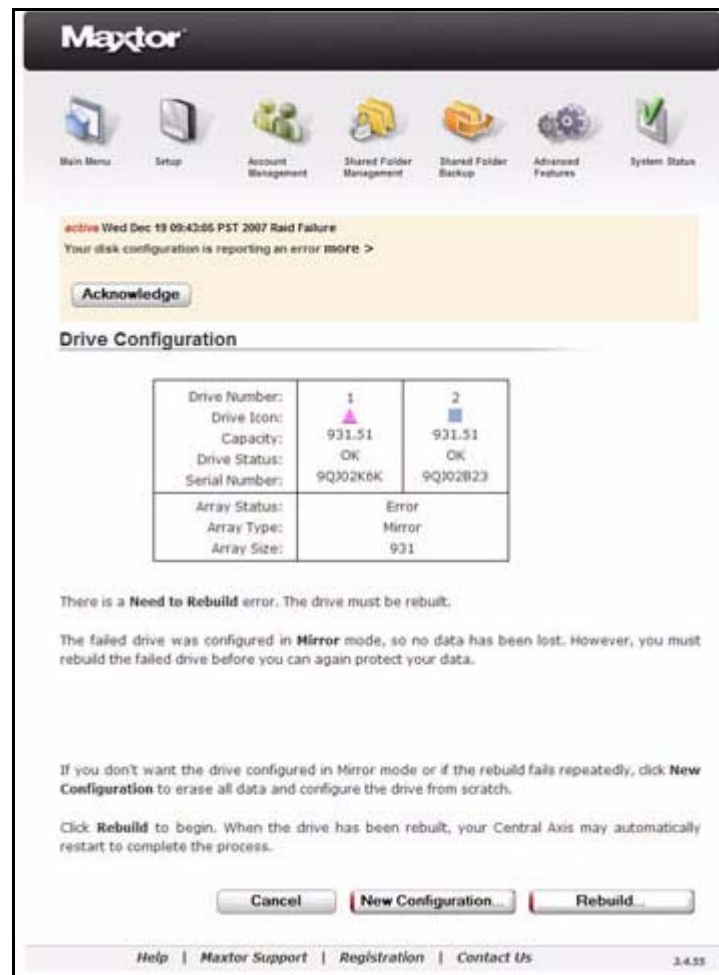 Maxtor
Main Menu
Setup
Account Management
Shared Folder Management
Shared Folder Backup
Advanced Features
System Status
active Wed Dec 19 09:43:05 PST 2007 Raid Failure
Your disk configuration is reporting an error more >
Acknowledge
Drive Configuration
Drive Number: 1 2
Drive Icon:
Capacity: 931.51 931.51
Drive Status: OK OK
Serial Number: 9QJ02K6K 9QJ02B23
Array Status: Error
Array Type: Mirror
Array Size: 931
There is a Need to Rebuild error. The drive must be rebuilt.
The failed drive was configured in Mirror mode, so no data has been lost. However, you must
rebuild the failed drive before you can again protect your data.
If you don't want the drive configured in Mirror mode or if the rebuild fails repeatedly, click New
Configuration to erase all data and configure the drive from scratch.
Click Rebuild to begin. When the drive has been rebuilt, your Central Axis may automatically
restart to complete the process.
Cancel New Configuration... Rebuild...
Help | Maxtor Support | Registration | Contact Us